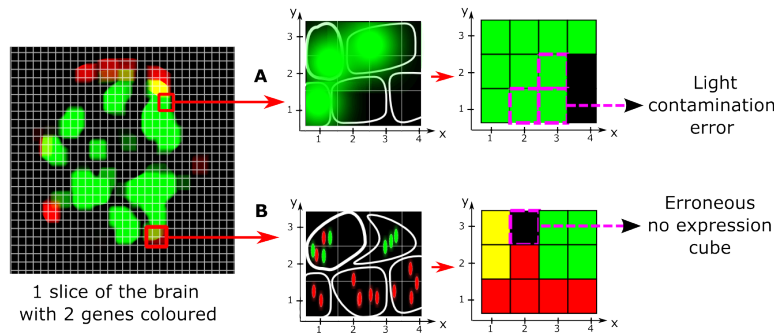 A
y
3
2
1
1
2
3
4
x
y
3
2
1
1
2
3
4
x
Light
contamination
error
B
y
3
2
1
1
2
3
4
x
y
3
2
1
1
2
3
4
x
Erroneous
no expression
cube
1 slice of the brain
with 2 genes coloured